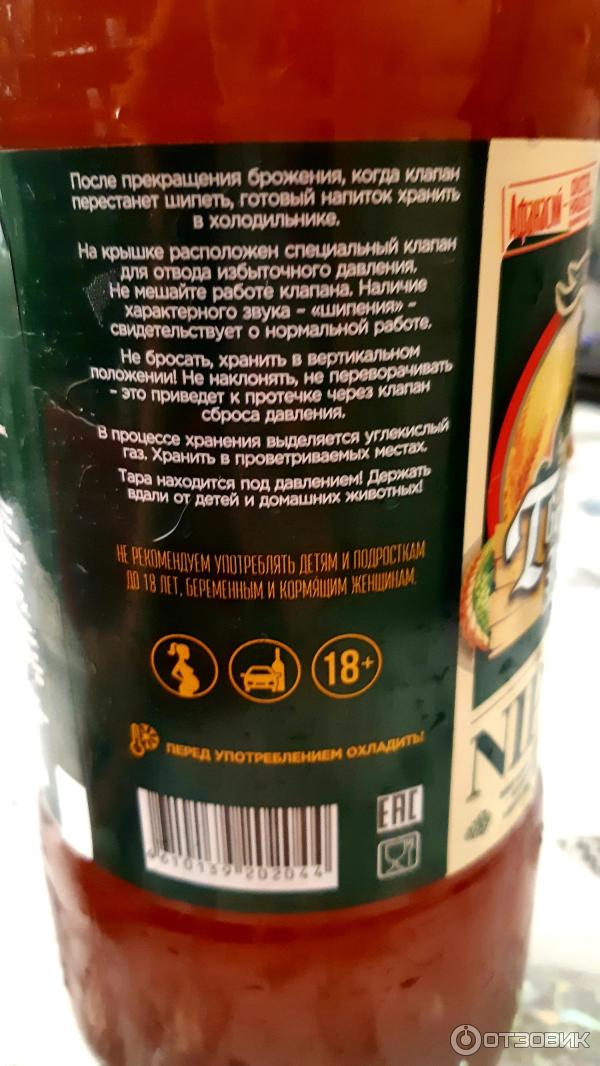 После прекращения брожения, когда клапан
перестанет шипеть, готовый напиток хранить
в холодильнике.
На крышке расположен специальный клапан
для отвода избыточного давления.
Не мешайте работе клапана. Наличие
характерного звука – «шипения» –
свидетельствует о нормальной работе.
Не бросать, хранить в вертикальном
положении! Не наклонять, не переворачивать
– это приведет к протечке через клапан
сброса давления.
В процессе хранения выделяется углекислый
газ. Хранить в проветриваемых местах.
Тара находится под давлением! Держать
вдали от детей и домашних животных!
НЕ РЕКОМЕНДУЕМ УПОТРЕБЛЯТЬ ДЕТЯМ И ПОДРОСТКАМ
ДО 18 ЛЕТ, БЕРЕМЕННЫМ И КОРМЯЩИМ ЖЕНЩИНАМ.
18+
ПЕРЕД УПОТРЕБЛЕНИЕМ ОХЛАДИТЬ!
4610139 202044
EAC
Афанасий
ОТЗОВИК